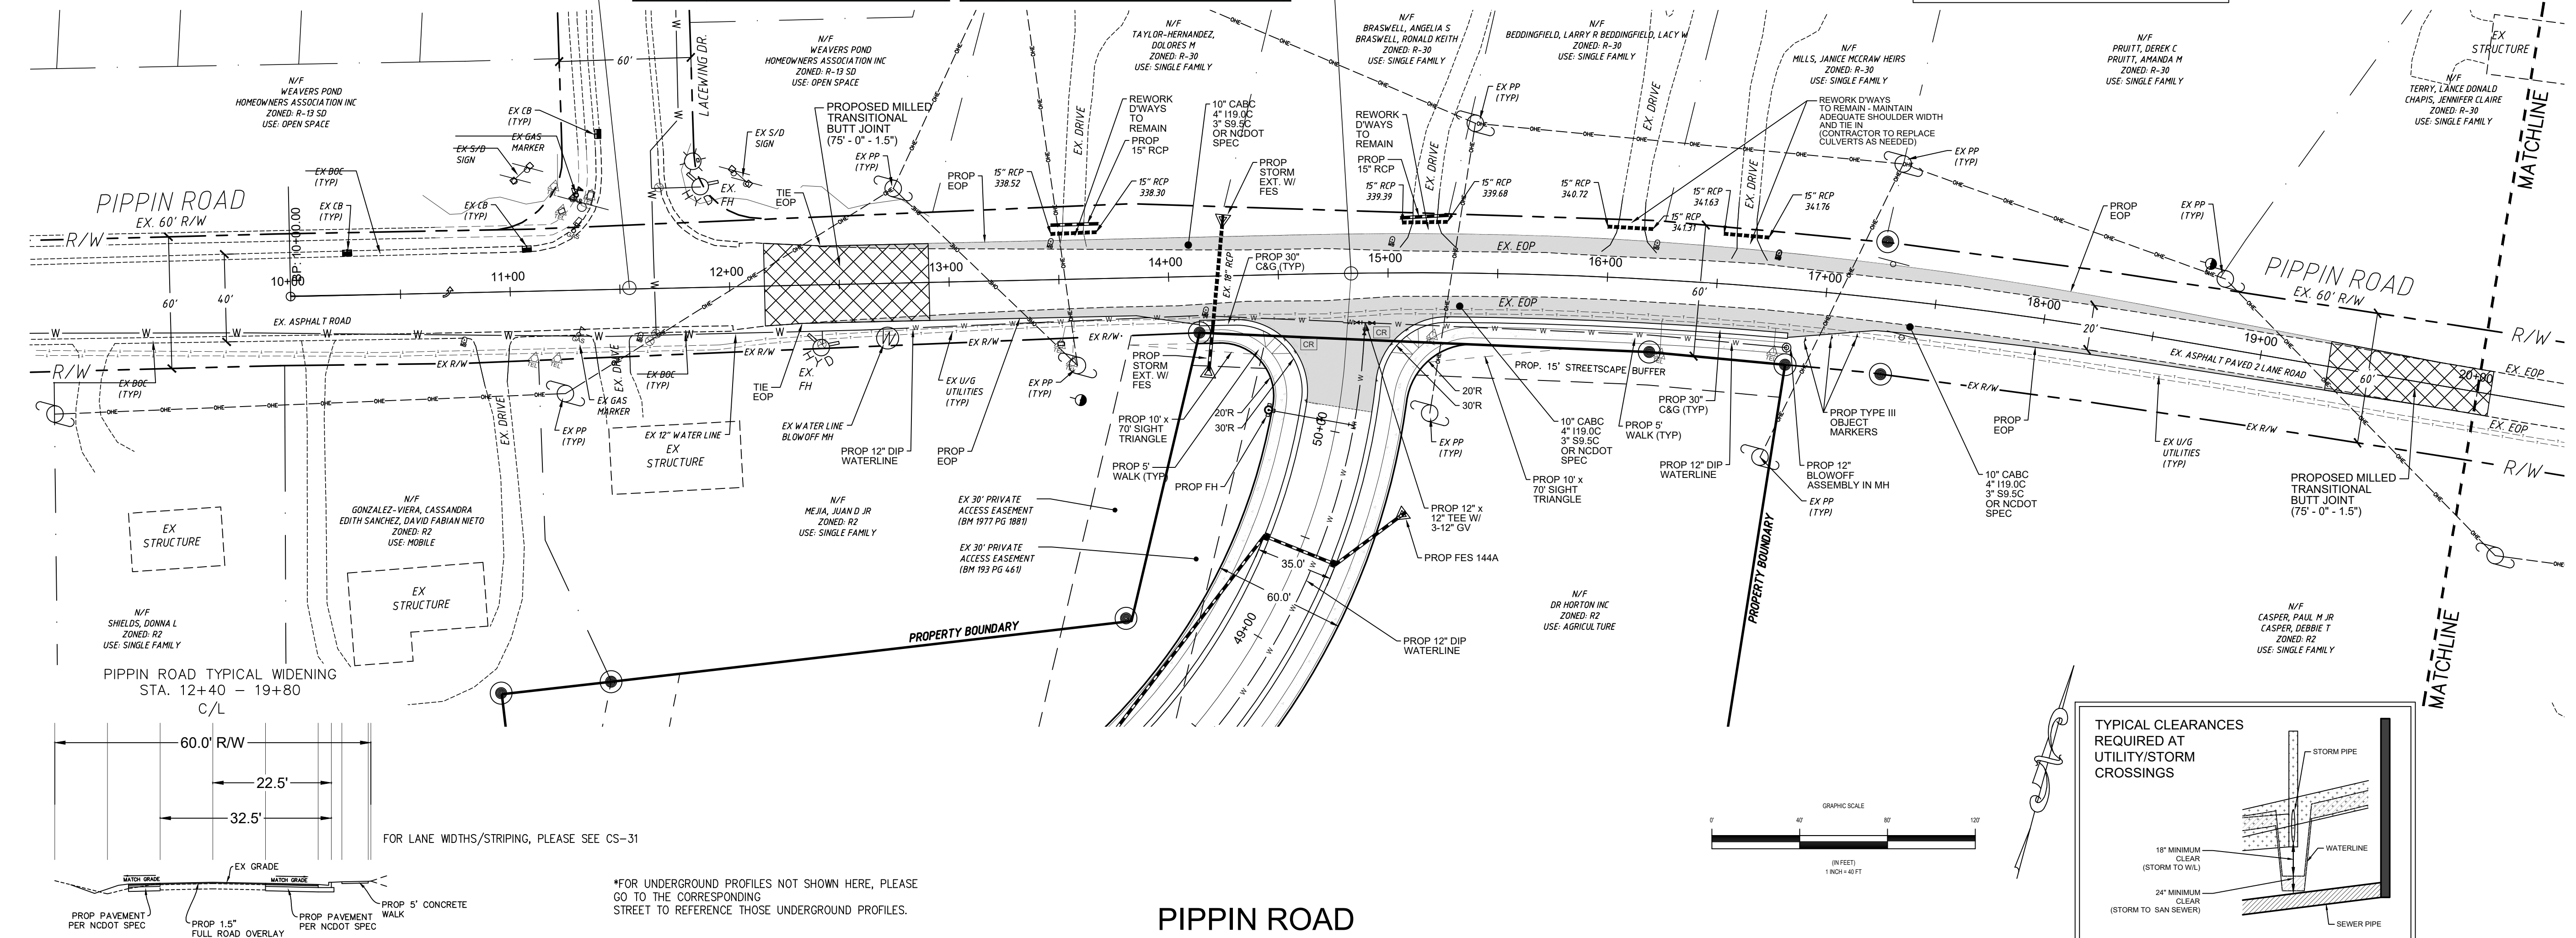 N/F
WEAVERS POND
HOMEOWNERS ASSOCIATION INC
ZONED: R-13 SD
USE: OPEN SPACE
60'
LACEWING DR.
N/F
WEAVERS POND
HOMEOWNERS ASSOCIATION INC
ZONED: R-13 SD
USE: OPEN SPACE
N/F
TAYLOR-HERNANDEZ,
DOLORES M
ZONED: R-30
USE: SINGLE FAMILY
N/F
BRASWELL, ANGELIA S
BRASWELL, RONALD KEITH
ZONED: R-30
USE: SINGLE FAMILY
N/F
BEDDINGFIELD, LARRY R BEDDINGFIELD, LACY W
ZONED: R-30
USE: SINGLE FAMILY
N/F
MILLS, JANICE MCCRAW HEIRS
ZONED: R-30
USE: SINGLE FAMILY
N/F
PRUITT, DEREK C
PRUITT, AMANDA M
ZONED: R-30
USE: SINGLE FAMILY
EX
STRUCTURE
N/F
TERRY, LANCE DONALD
CHAPIS, JENNIFER CLAIRE
ZONED: R-30
USE: SINGLE FAMILY
MATCHLINE
EX CB
(TYP)
EX GAS
MARKER
EX S/D
SIGN
EX BOC
(TYP)
EX CB
(TYP)
EX CB
(TYP)
EX S/D
SIGN
EX.
FH
TIE
EOP
PROPOSED MILLED
TRANSITIONAL
BUTT JOINT
(75' - 0" - 1.5")
EX PP
(TYP)
PROP
EOP
15" RCP
338.52
EX. DRIVE
REWORK
D'WAYS
TO
REMAIN
PROP
15" RCP
15" RCP
338.30
10" CABC
4" I19.0C
3" S9.5C
OR NCDOT
SPEC
PROP
STORM
EXT. W/
FES
REWORK
D'WAYS
TO
REMAIN
PROP
15" RCP
15" RCP
339.39
EX. DRIVE
15" RCP
339.68
EX PP
(TYP)
15" RCP
340.72
EX. DRIVE
15" RCP
341.31
15" RCP
341.63
EX. DRIVE
15" RCP
341.76
REWORK D'WAYS
TO REMAIN - MAINTAIN
ADEQUATE SHOULDER WIDTH
AND TIE IN
(CONTRACTOR TO REPLACE
CULVERTS AS NEEDED)
EX PP
(TYP)
PROP
EOP
EX PP
(TYP)
PIPPIN ROAD
EX. 60' R/W
R/W
PIPPIN ROAD
EX. 60' R/W
R/W
BP: 10+00.00
10+00
11+00
12+00
13+00
14+00
15+00
16+00
17+00
18+00
19+00
20+00
60'
40'
EX. ASPHALT ROAD
EX. 18" RCP
PROP 30"
C&G (TYP)
EX. EOP
EX. EOP
60'
20'
60'
EX. ASPHALT PAVED 2 LANE ROAD
EX. EOP
EX. EOP
R/W
EX R/W
EX R/W
EX R/W
EX R/W
EX R/W
EX R/W
R/W
EX BOC
(TYP)
EX. DRIVE
EX. DRIVE
EX BOC
(TYP)
EX GAS
MARKER
EX PP
(TYP)
EX 12" WATER LINE
EX
STRUCTURE
TIE
EOP
EX.
FH
EX WATER LINE
BLOWOFF MH
PROP 12" DIP
WATERLINE
EX U/G
UTILITIES
(TYP)
PROP
EOP
EX PP
(TYP)
PROP
STORM
EXT. W/
FES
PROP 10' x
70' SIGHT
TRIANGLE
PROP 5'
WALK (TYP)
PROP FH
20'R
30'R
CR
CR
50+00
49+00
20'R
30'R
EX PP
(TYP)
PROP. 15' STREETSCAPE BUFFER
PROP 10' x
70' SIGHT
TRIANGLE
10" CABC
4" I19.0C
3" S9.5C
OR NCDOT
SPEC
PROP 5'
WALK (TYP)
PROP 30"
C&G (TYP)
PROP 12" DIP
WATERLINE
PROP TYPE III
OBJECT
MARKERS
PROP 12"
BLOWOFF
ASSEMBLY IN MH
EX PP
(TYP)
10" CABC
4" I19.0C
3" S9.5C
OR NCDOT
SPEC
PROP
EOP
EX U/G
UTILITIES
(TYP)
PROPOSED MILLED
TRANSITIONAL
BUTT JOINT
(75' - 0" - 1.5")
EX 30' PRIVATE
ACCESS EASEMENT
(BM 1977 PG 1881)
EX 30' PRIVATE
ACCESS EASEMENT
(BM 193 PG 461)
PROP 12" x
12" TEE W/
3-12" GV
PROP FES 144A
35.0'
60.0'
PROP 12" DIP
WATERLINE
N/F
GONZALEZ-VIERA, CASSANDRA
EDITH SANCHEZ, DAVID FABIAN NIETO
ZONED: R2
USE: MOBILE
N/F
MEJIA, JUAN D JR
ZONED: R2
USE: SINGLE FAMILY
EX
STRUCTURE
EX
STRUCTURE
N/F
SHIELDS, DONNA L
ZONED: R2
USE: SINGLE FAMILY
PROPERTY BOUNDARY
PROPERTY BOUNDARY
N/F
DR HORTON INC
ZONED: R2
USE: AGRICULTURE
N/F
CASPER, PAUL M JR
CASPER, DEBBIE T
ZONED: R2
USE: SINGLE FAMILY
MATCHLINE
PIPPIN ROAD TYPICAL WIDENING
STA. 12+40 – 19+80
C/L
60.0' R/W
22.5'
32.5'
FOR LANE WIDTHS/STRIPING, PLEASE SEE CS-31
EX GRADE
MATCH GRADE
MATCH GRADE
PROP PAVEMENT
PER NCDOT SPEC
PROP 1.5"
FULL ROAD OVERLAY
PROP PAVEMENT
PER NCDOT SPEC
PROP 5' CONCRETE
WALK
*FOR UNDERGROUND PROFILES NOT SHOWN HERE, PLEASE
GO TO THE CORRESPONDING
STREET TO REFERENCE THOSE UNDERGROUND PROFILES.
PIPPIN ROAD
GRAPHIC SCALE
0'
40'
80'
120'
(IN FEET)
1 INCH = 40 FT
TYPICAL CLEARANCES
REQUIRED AT
UTILITY/STORM
CROSSINGS
STORM PIPE
WATERLINE
18" MINIMUM
CLEAR
(STORM TO W/L)
24" MINIMUM
CLEAR
(STORM TO SAN SEWER)
SEWER PIPE